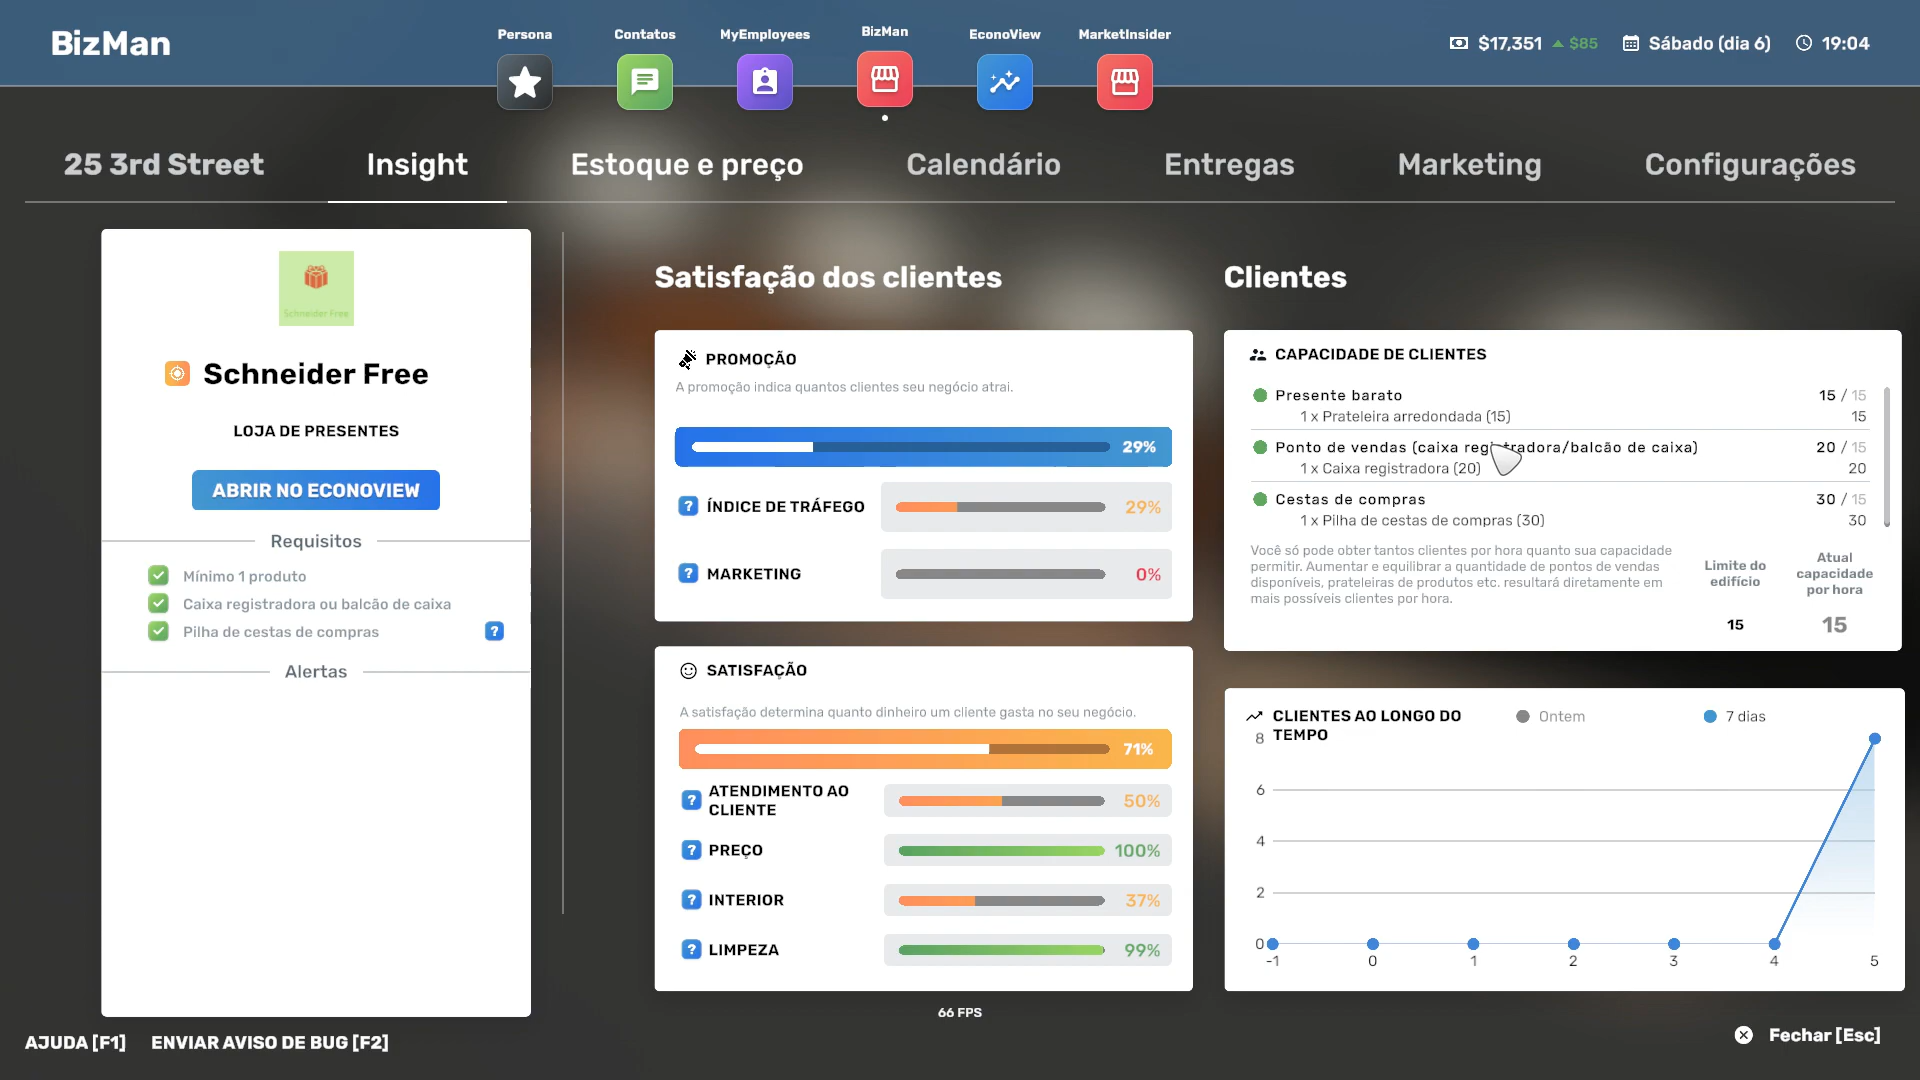 BizMan
Persona
Contatos
MyEmployees
BizMan
EconoView
MarketInsider
$17,351
$85
Sábado (dia 6)
19:04
25 3rd Street
Insight
Estoque e preço
Calendário
Entregas
Marketing
Configurações
Schneider Free
Schneider Free
LOJA DE PRESENTES
ABRIR NO ECONOVIEW
Requisitos
Mínimo 1 produto
Caixa registradora ou balcão de caixa
Pilha de cestas de compras
?
Alertas
Satisfação dos clientes
PROMOÇÃO
A promoção indica quantos clientes seu negócio atrai.
29%
? ÍNDICE DE TRÁFEGO 29%
? MARKETING 0%
SATISFAÇÃO
A satisfação determina quanto dinheiro um cliente gasta no seu negócio.
71%
? ATENDIMENTO AO
CLIENTE
50%
? PREÇO 100%
? INTERIOR 37%
? LIMPEZA 99%
Clientes
CAPACIDADE DE CLIENTES
Presente barato 15 / 15
1 x Prateleira arredondada (15) 15
Ponto de vendas (caixa registradora/balcão de caixa) 20 / 15
1 x Caixa registradora (20) 20
Cestas de compras 30 / 15
1 x Pilha de cestas de compras (30) 30
Você só pode obter tantos clientes por hora quanto sua capacidade
permitir. Aumentar e equilibrar a quantidade de pontos de vendas
disponíveis, prateleiras de produtos etc. resultará diretamente em
mais possíveis clientes por hora.
Limite do
edifício
15
Atual
capacidade
por hora
15
CLIENTES AO LONGO DO
TEMPO
Ontem
7 dias
8
6
4
2
0
-1 0 1 2 3 4 5
66 FPS
AJUDA [F1]
ENVIAR AVISO DE BUG [F2]
Fechar [Esc]